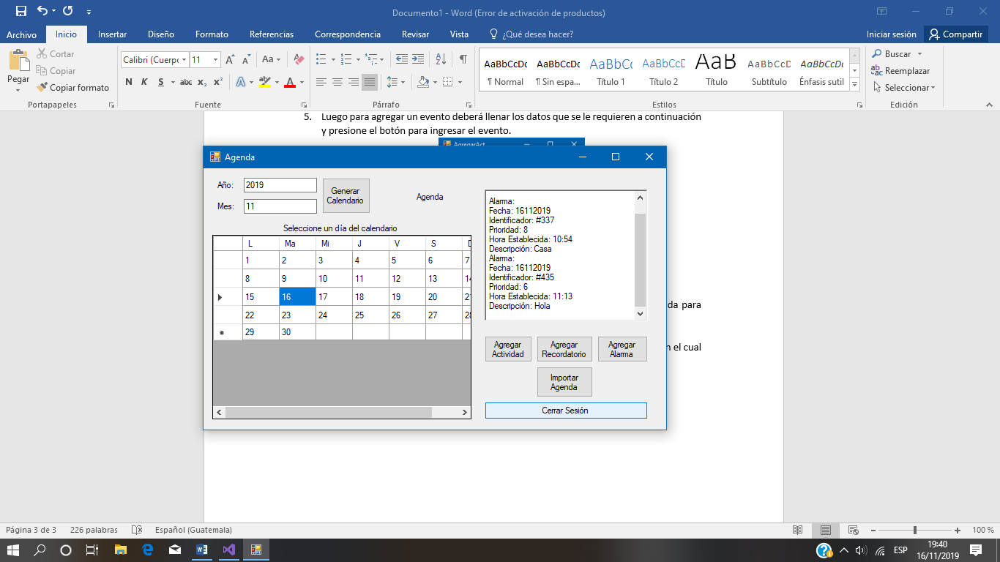 Documento1 - Word (Error de activación de productos)
Archivo Inicio Insertar Diseño Formato Referencias Correspondencia Revisar Vista ¿Qué desea hacer? Iniciar sesión Compartir
Pegar
Cortar
Copiar
Copiar formato
Portapapeles
Calibri (Cuerpo 11
Aa
N K S abc x₂ x²
Fuente
Párrafo
AaBbCcDc AaBbCcDc AaBbCc AaBbCcD AaB AaBbCcD AaBbCcDc
¶ Normal ¶ Sin espa... Título 1 Título 2 Título Subtítulo Énfasis sutil
Estilos
Buscar
Reemplazar
Seleccionar
Edición
5. Luego para agregar un evento deberá llenar los datos que se le requieren a continuación
y presione el botón para ingresar el evento.
AgregarAct
Agenda
Año: 2019
Mes: 11
Generar
Calendario
Agenda
Seleccione un día del calendario
L Ma Mi J V S
1 2 3 4 5 6 7
8 9 10 11 12 13 14
15 16 17 18 19 20 21
22 23 24 25 26 27 28
29 30
Alarma:
Fecha: 16112019
Identificador: #337
Prioridad: 8
Hora Establecida: 10:54
Descripción: Casa
Alarma:
Fecha: 16112019
Identificador: #435
Prioridad: 6
Hora Establecida: 11:13
Descripción: Hola
Agregar
Actividad
Agregar
Recordatorio
Agregar
Alarma
Importar
Agenda
Cerrar Sesión
da para
el cual
Página 3 de 3 226 palabras Español (Guatemala) 100 %
ESP
19:40
16/11/2019